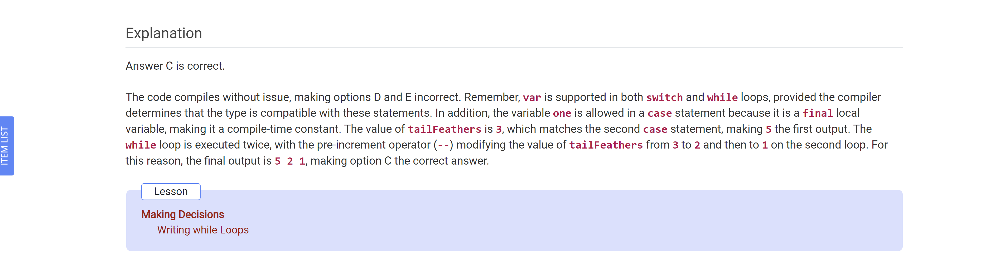 Explanation
Answer C is correct.
The code compiles without issue, making options D and E incorrect. Remember, var is supported in both switch and while loops, provided the compiler
determines that the type is compatible with these statements. In addition, the variable one is allowed in a case statement because it is a final local
variable, making it a compile-time constant. The value of tailFeathers is 3, which matches the second case statement, making 5 the first output. The
while loop is executed twice, with the pre-increment operator (--) modifying the value of tailFeathers from 3 to 2 and then to 1 on the second loop. For
this reason, the final output is 5 2 1, making option C the correct answer.
ITEM LIST
Lesson
Making Decisions
Writing while Loops